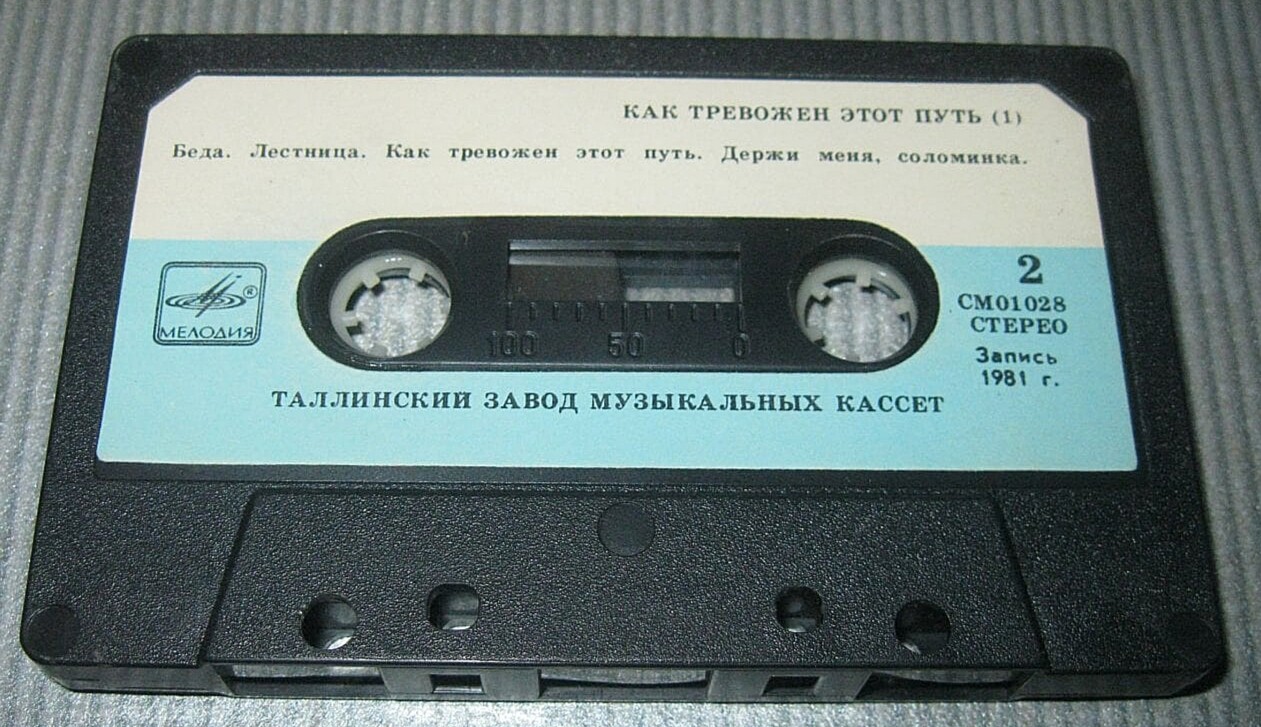 КАК ТРЕВОЖЕН ЭТОТ ПУТЬ (1)
Беда. Лестница. Как тревожен этот путь. Держи меня, соломинка.
МЕЛОДИЯ ®
2
СМ01028
СТЕРЕО
Запись
1981 г.
100 50 0
ТАЛЛИНСКИЙ ЗАВОД МУЗЫКАЛЬНЫХ КАССЕТ